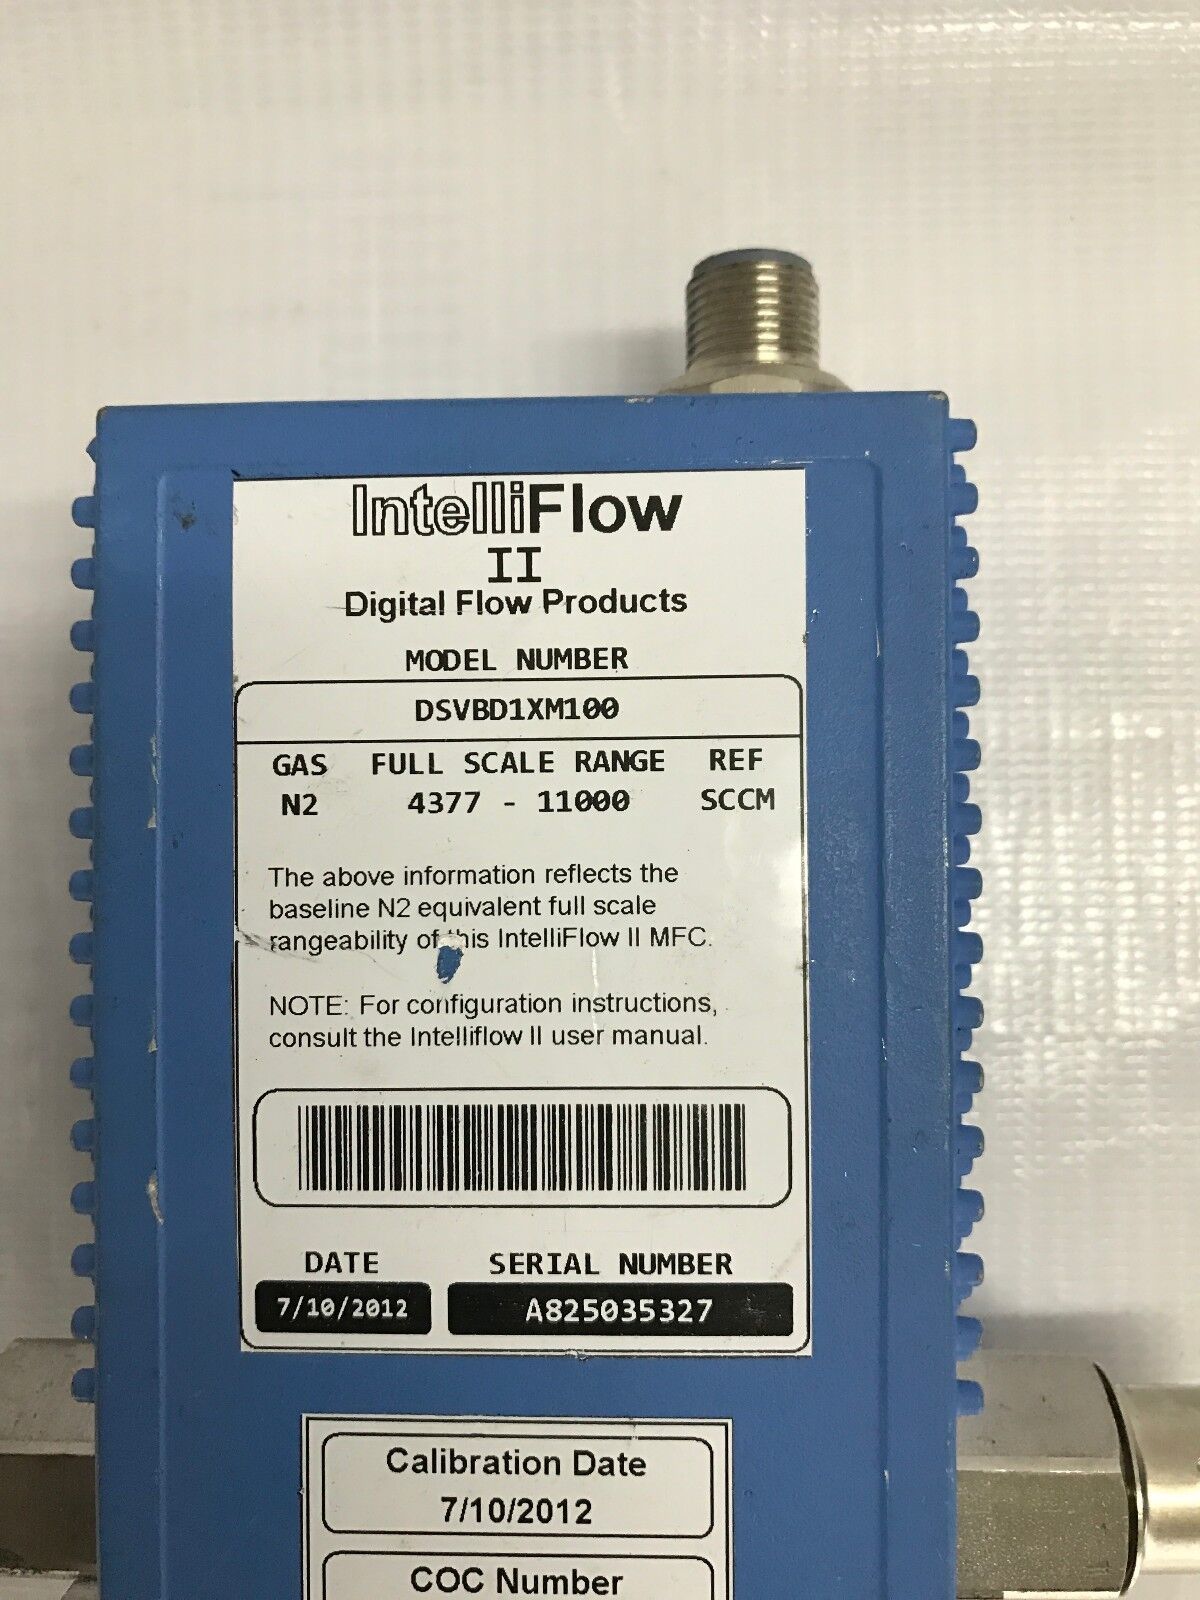 IntelliFlow
II
Digital Flow Products
MODEL NUMBER
DSVBD1XM100
GAS FULL SCALE RANGE REF
N2 4377 - 11000 SCCM
The above information reflects the
baseline N2 equivalent full scale
rangeability of this IntelliFlow II MFC.
NOTE: For configuration instructions,
consult the Intelliflow II user manual.
DATE SERIAL NUMBER
7/10/2012 A825035327
Calibration Date
7/10/2012
COC Number